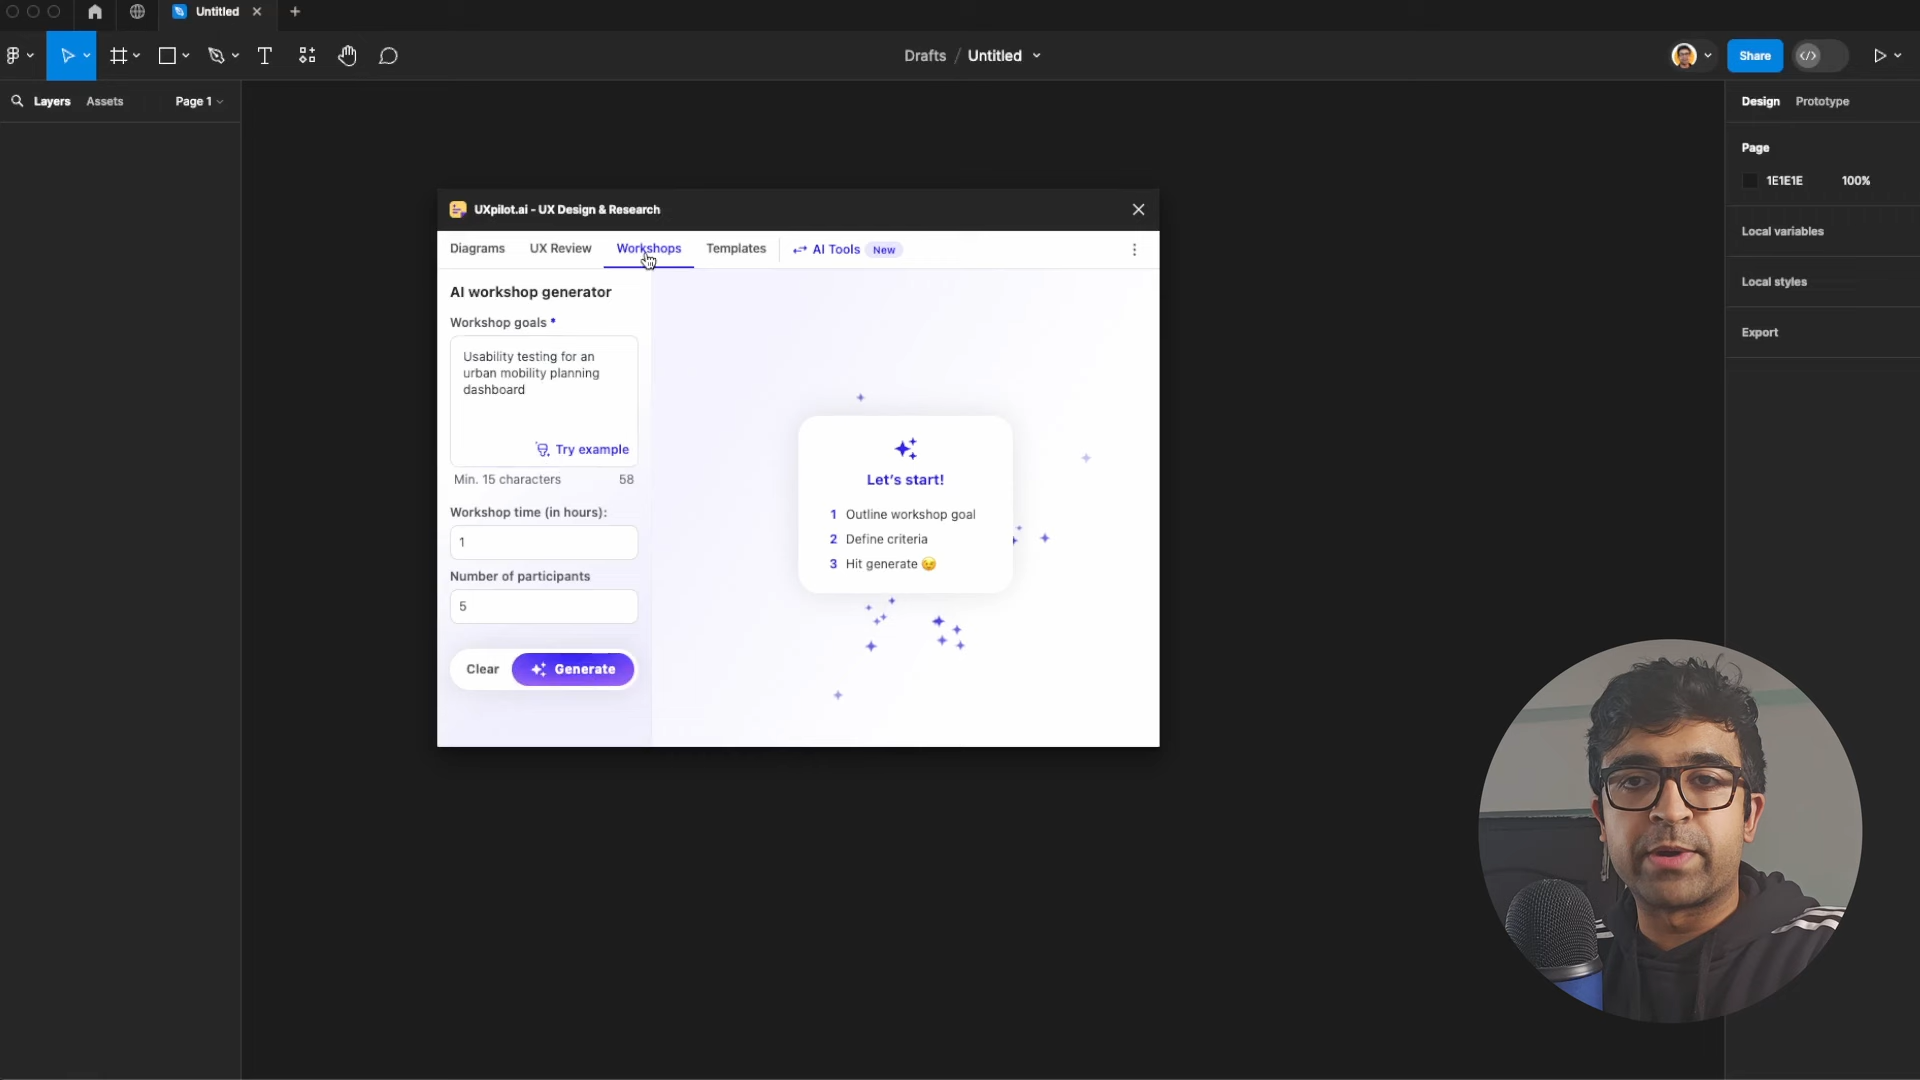 Untitled
Drafts / Untitled
Share
Layers
Assets
Page 1
Design
Prototype
Page
1E1E1E
100%
Local variables
Local styles
Export
UXpilot.ai - UX Design & Research
Diagrams
UX Review
Workshops
Templates
AI Tools
New
AI workshop generator
Workshop goals *
Usability testing for an
urban mobility planning
dashboard
Try example
Min. 15 characters
58
Workshop time (in hours):
1
Number of participants
5
Clear
Generate
Let's start!
1 Outline workshop goal
2 Define criteria
3 Hit generate 😉